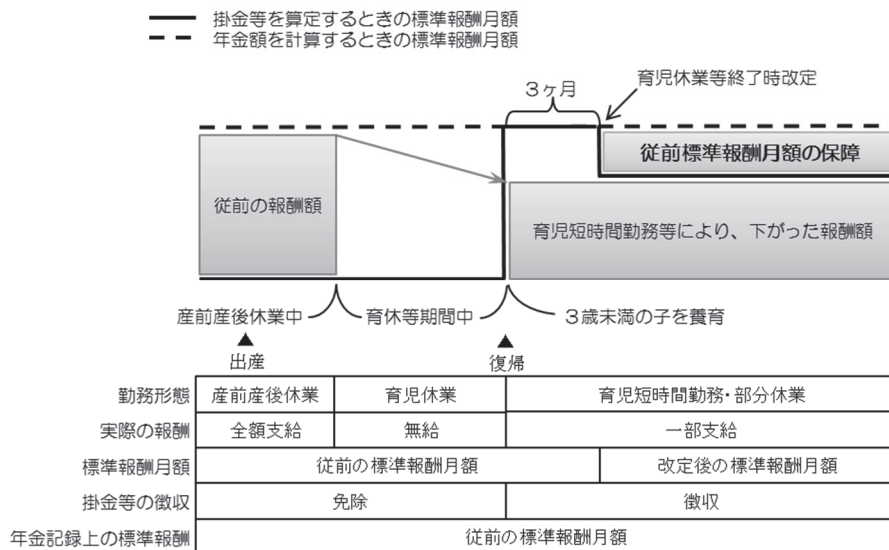 掛金等を算定するときの標準報酬月額
年金額を計算するときの標準報酬月額
育児休業等終了時改定
3ヶ月
従前標準報酬月額の保障
従前の報酬額
育児短時間勤務等により、下がった報酬額
産前産後休業中
育休等期間中
3歳未満の子を養育
▲
出産
▲
復帰
勤務形態 産前産後休業 育児休業 育児短時間勤務・部分休業
実際の報酬 全額支給 無給 一部支給
標準報酬月額 従前の標準報酬月額 改定後の標準報酬月額
掛金等の徴収 免除 徴収
年金記録上の標準報酬 従前の標準報酬月額